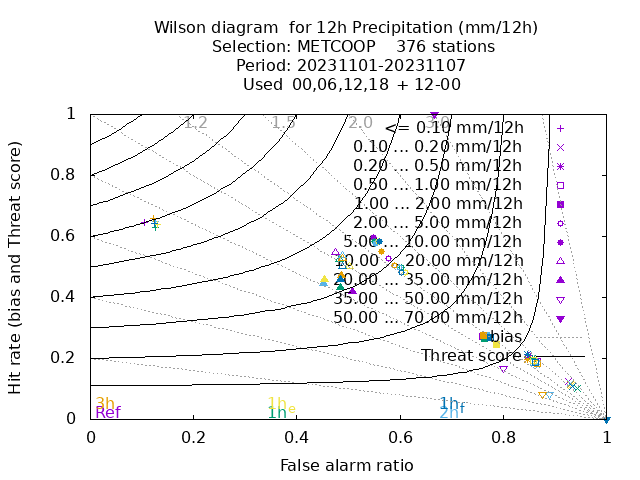 Wilson diagram for 12h Precipitation (mm/12h)
Selection: METCOOP 376 stations
Period: 20231101-20231107
Used 00,06,12,18 + 12-00
1.2 1.5 2.0
<= 0.10 mm/12h
0.10 ... 0.20 mm/12h
0.20 ... 0.50 mm/12h
0.50 ... 1.00 mm/12h
1.00 ... 2.00 mm/12h
2.00 ... 5.00 mm/12h
5.00 ... 10.00 mm/12h
10.00 ... 20.00 mm/12h
20.00 ... 35.00 mm/12h
35.00 ... 50.00 mm/12h
50.00 ... 70.00 mm/12h
bias
Threat score
Hit rate (bias and Threat score)
1
0.8
0.6
0.4
0.2
0
3h 1h_e 1h_f
Ref 1h 2h
0 0.2 0.4 0.6 0.8 1
False alarm ratio